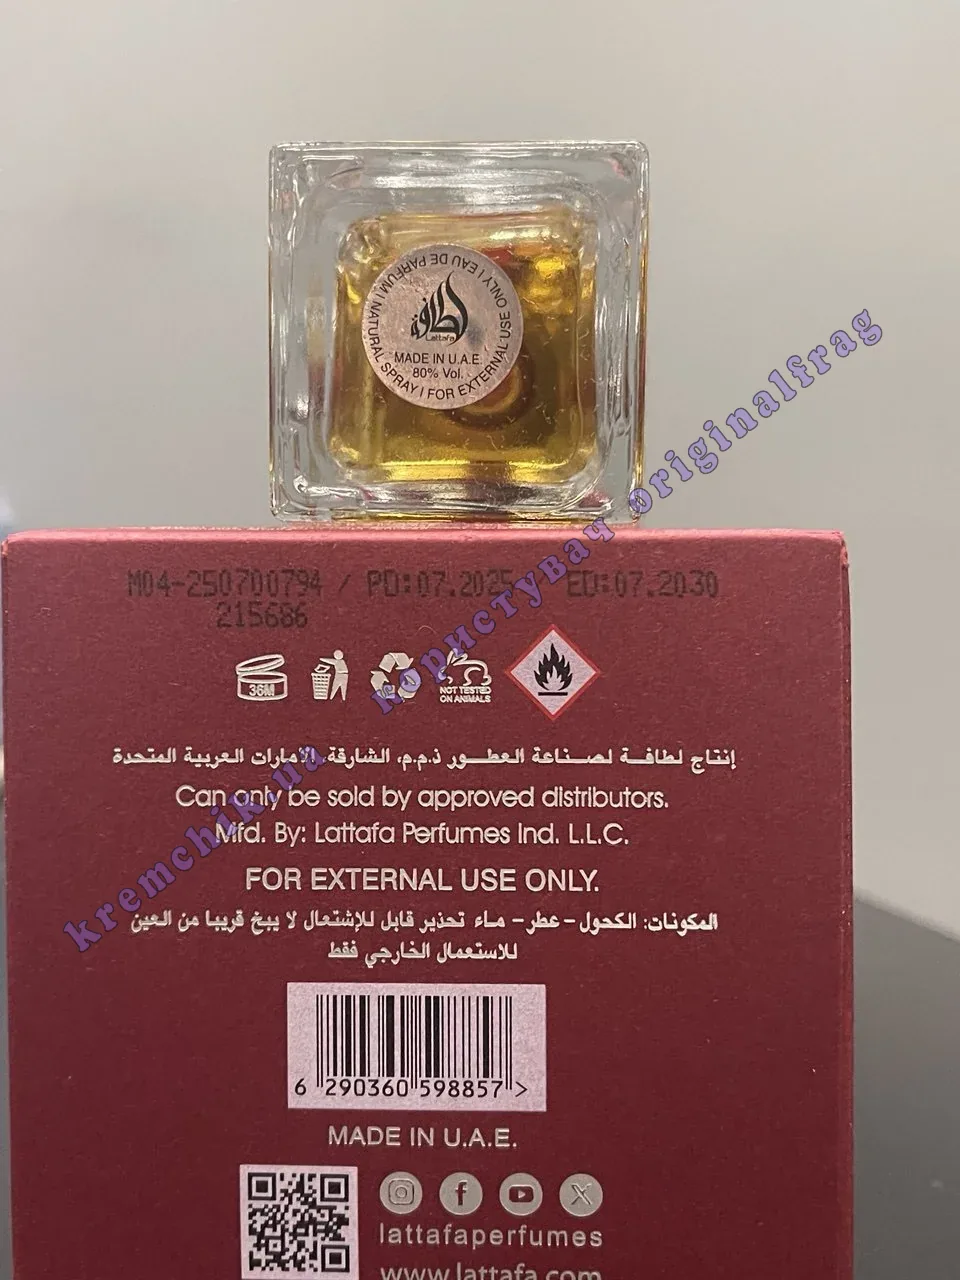 NATURAL SPRAY | FOR EXTERNAL USE ONLY | EAU DE PARFUM |
لطافة
Lattafa
MADE IN U.A.E.
80% Vol.
M04-250700794 / PD:07.2025 / ED:07.2030
215686
36M
NOT TESTED
ON ANIMALS
إنتاج لطافة لصناعة العطور ذ.م.م، الشارقة، الامارات العربية المتحدة
Can only be sold by approved distributors.
Mfd. By: Lattafa Perfumes Ind. L.L.C.
FOR EXTERNAL USE ONLY.
المكونات: الكحول - عطر - ماء تحذير قابل للإشتعال لا يبخ قريبا من العين
للاستعمال الخارجي فقط
6 290360 598857 >
MADE IN U.A.E.
lattafaperfumes
www.lattafa.com
kremchik.ua користувач originalfrag